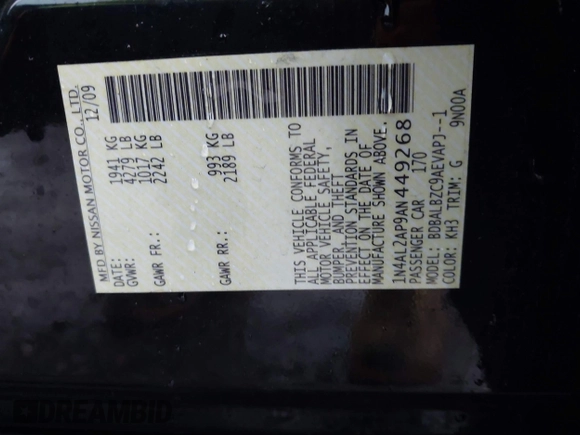 MFD BY NISSAN MOTOR CO., LTD.
DATE: 12/09
GVWR: 1941 KG
4279 LB
GAWR FR: 1017 KG
2242 LB
GAWR RR: 993 KG
2189 LB
THIS VEHICLE CONFORMS TO
ALL APPLICABLE FEDERAL
MOTOR VEHICLE SAFETY,
BUMPER, AND THEFT
PREVENTION STANDARDS IN
EFFECT ON THE DATE OF
MANUFACTURE SHOWN ABOVE.
1N4AL2AP9AN449268
PASSENGER CAR 170
MODEL: BDBALBZC9AEVAPJ--1
COLOR: KH3 TRIM: G 9N00A
DREAMBID